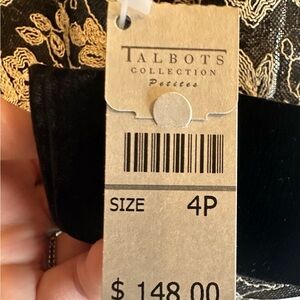 TALBOTS
COLLECTION
Petites
SIZE 4P
$ 148.00